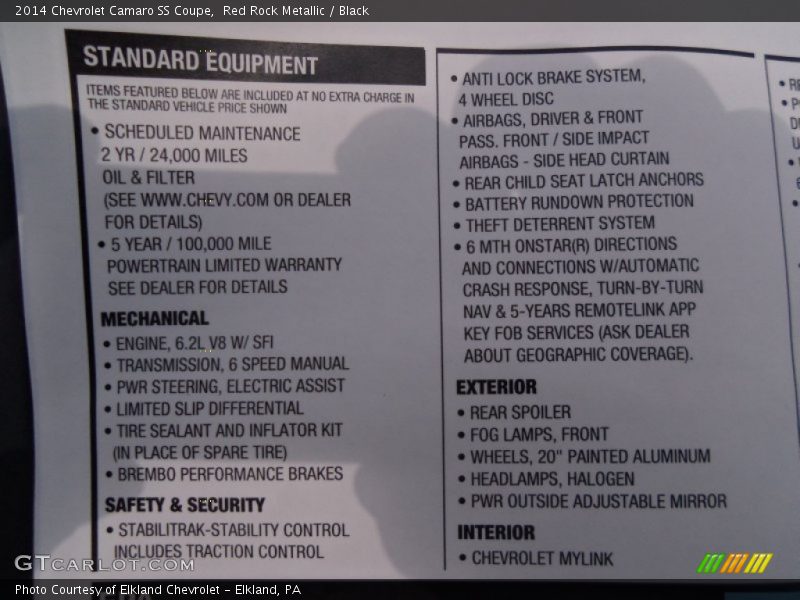 2014 Chevrolet Camaro SS Coupe, Red Rock Metallic / Black
STANDARD EQUIPMENT
ITEMS FEATURED BELOW ARE INCLUDED AT NO EXTRA CHARGE IN
THE STANDARD VEHICLE PRICE SHOWN
• SCHEDULED MAINTENANCE
2 YR / 24,000 MILES
OIL & FILTER
(SEE WWW.CHEVY.COM OR DEALER
FOR DETAILS)
• 5 YEAR / 100,000 MILE
POWERTRAIN LIMITED WARRANTY
SEE DEALER FOR DETAILS
MECHANICAL
• ENGINE, 6.2L V8 W/ SFI
• TRANSMISSION, 6 SPEED MANUAL
• PWR STEERING, ELECTRIC ASSIST
• LIMITED SLIP DIFFERENTIAL
• TIRE SEALANT AND INFLATOR KIT
(IN PLACE OF SPARE TIRE)
• BREMBO PERFORMANCE BRAKES
SAFETY & SECURITY
• STABILITRAK-STABILITY CONTROL
INCLUDES TRACTION CONTROL
• ANTI LOCK BRAKE SYSTEM,
4 WHEEL DISC
• AIRBAGS, DRIVER & FRONT
PASS. FRONT / SIDE IMPACT
AIRBAGS - SIDE HEAD CURTAIN
• REAR CHILD SEAT LATCH ANCHORS
• BATTERY RUNDOWN PROTECTION
• THEFT DETERRENT SYSTEM
• 6 MTH ONSTAR(R) DIRECTIONS
AND CONNECTIONS W/AUTOMATIC
CRASH RESPONSE, TURN-BY-TURN
NAV & 5-YEARS REMOTELINK APP
KEY FOB SERVICES (ASK DEALER
ABOUT GEOGRAPHIC COVERAGE).
EXTERIOR
• REAR SPOILER
• FOG LAMPS, FRONT
• WHEELS, 20" PAINTED ALUMINUM
• HEADLAMPS, HALOGEN
• PWR OUTSIDE ADJUSTABLE MIRROR
INTERIOR
• CHEVROLET MYLINK
GTCARLOT.COM
Photo Courtesy of Elkland Chevrolet - Elkland, PA